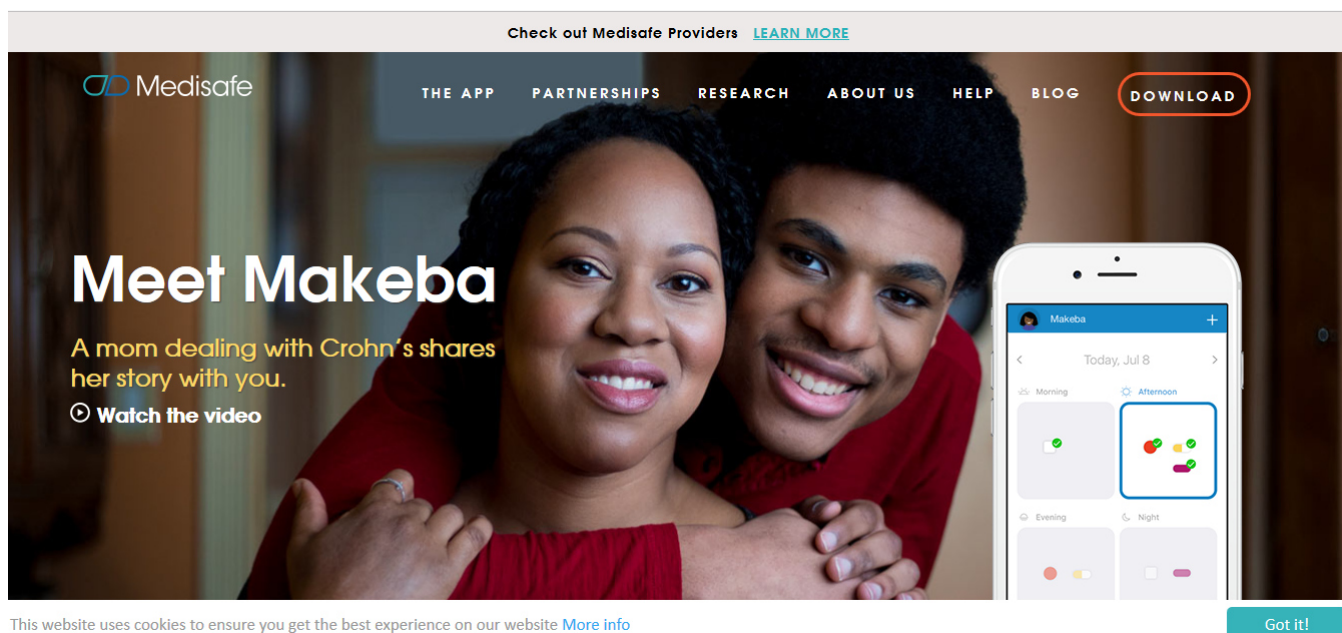 Check out Medisafe Providers LEARN MORE
Medisafe
THE APP PARTNERSHIPS RESEARCH ABOUT US HELP BLOG DOWNLOAD
Meet Makeba
A mom dealing with Crohn's shares
her story with you.
Watch the video
Makeba +
< Today, Jul 8 >
Morning Afternoon
Evening Night
This website uses cookies to ensure you get the best experience on our website More info Got it!